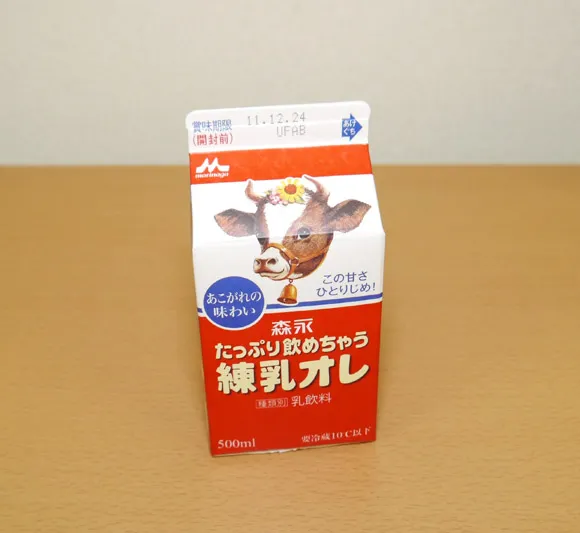 賞味期限
(開封前)
11.12.24
UFAB
あけ
ぐち
morinaga
この甘さ
ひとりじめ!
あこがれの
味わい
森永
たっぷり飲めちゃう
練乳オレ
種類別 乳飲料
500ml 要冷蔵10℃以下